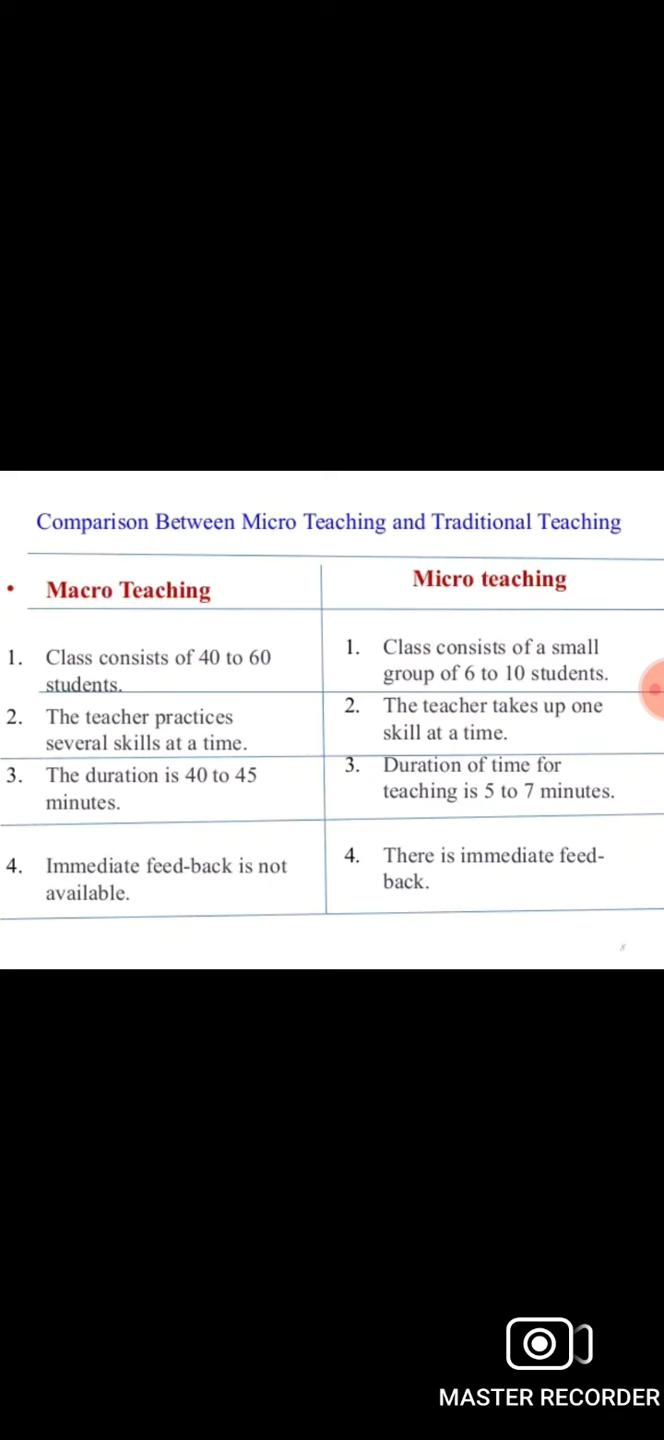 Comparison Between Micro Teaching and Traditional Teaching
• Macro Teaching
1. Class consists of 40 to 60
students.
2. The teacher practices
several skills at a time.
3. The duration is 40 to 45
minutes.
4. Immediate feed-back is not
available.
Micro teaching
1. Class consists of a small
group of 6 to 10 students.
2. The teacher takes up one
skill at a time.
3. Duration of time for
teaching is 5 to 7 minutes.
4. There is immediate feed-
back.
8
MASTER RECORDER